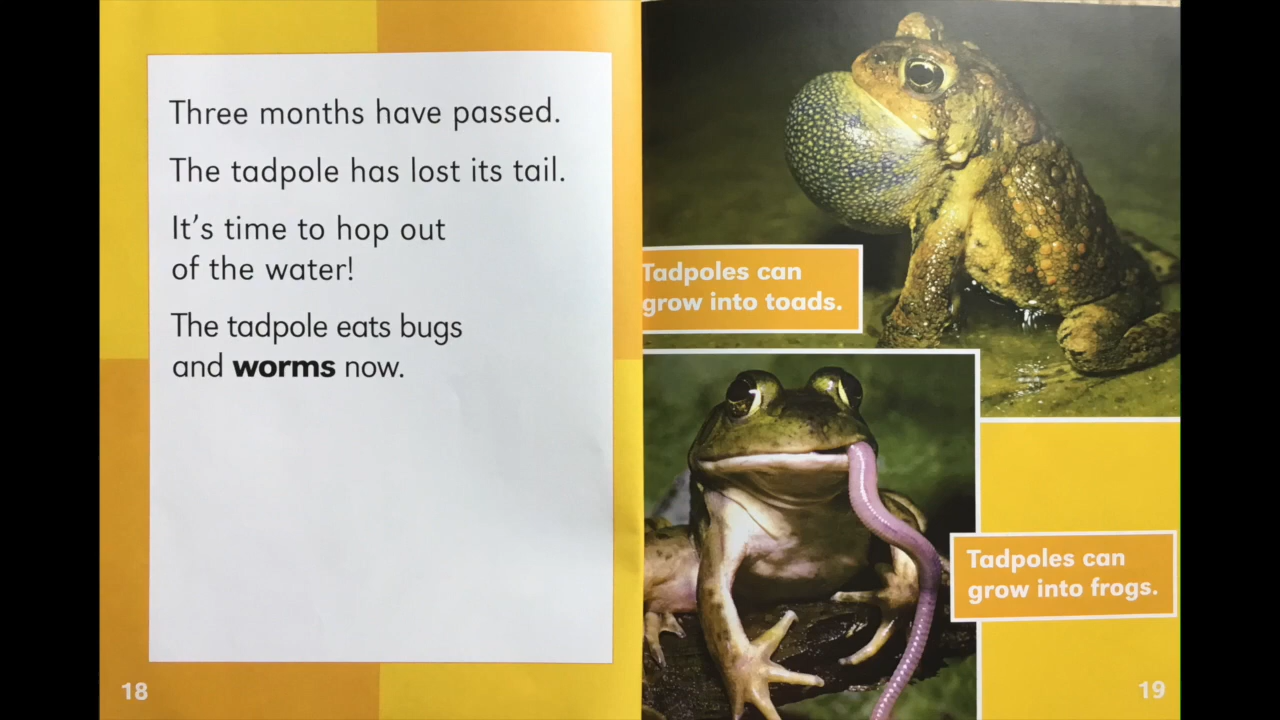 Three months have passed.
The tadpole has lost its tail.
It's time to hop out
of the water!
The tadpole eats bugs
and worms now.
18
Tadpoles can
grow into toads.
Tadpoles can
grow into frogs.
19